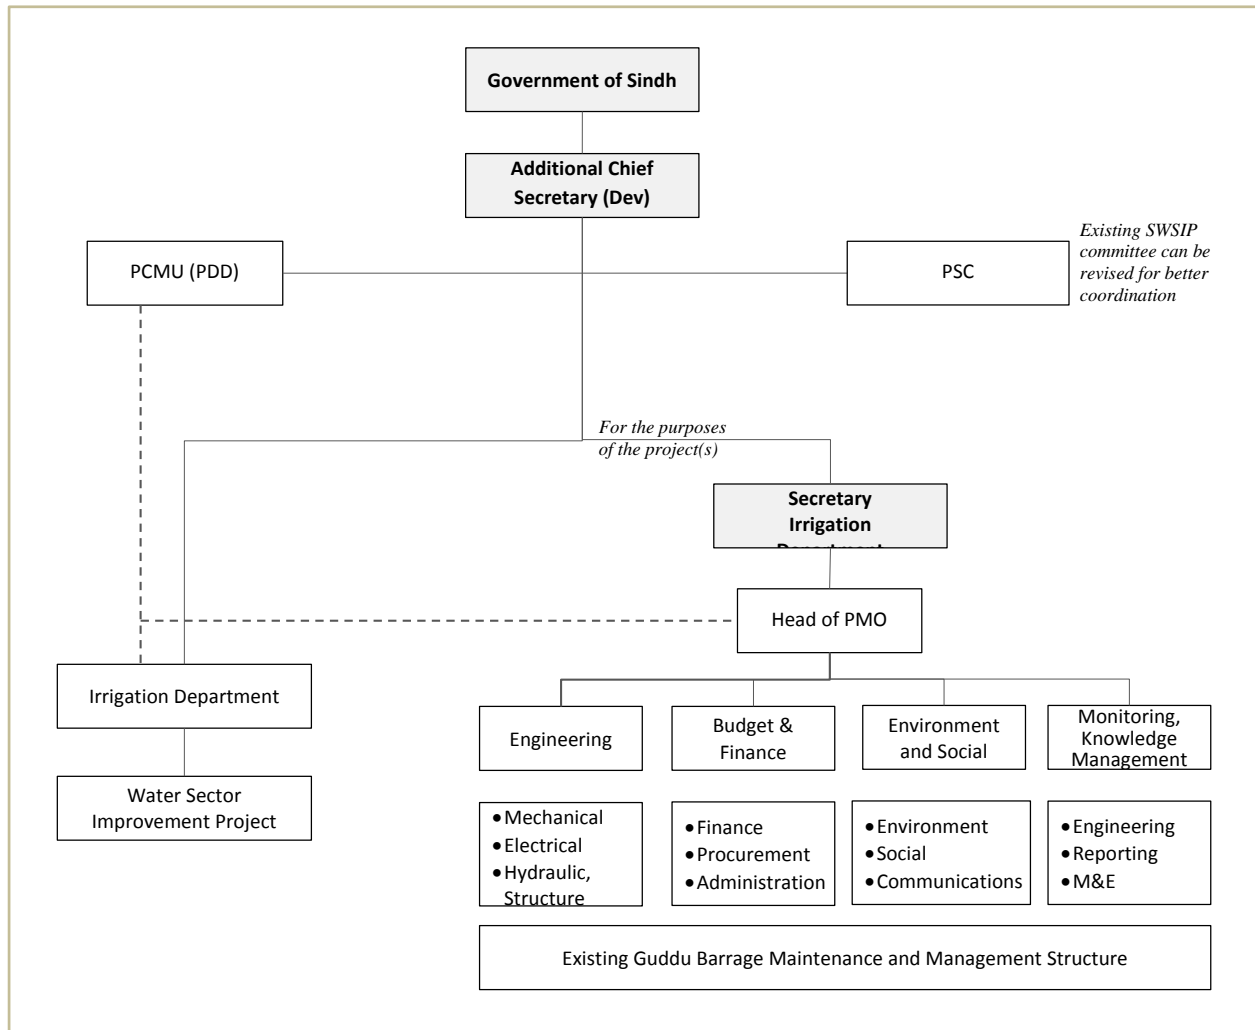 Government of Sindh
Additional Chief
Secretary (Dev)
PCMU (PDD)
PSC
Existing SWSIP
committee can be
revised for better
coordination
For the purposes
of the project(s)
Secretary
Irrigation
Department
Head of PMO
Irrigation Department
Water Sector
Improvement Project
Engineering
Budget &
Finance
Environment
and Social
Monitoring,
Knowledge
Management
•Mechanical
•Electrical
•Hydraulic,
Structure
•Finance
•Procurement
•Administration
•Environment
•Social
•Communications
•Engineering
•Reporting
•M&E
Existing Guddu Barrage Maintenance and Management Structure